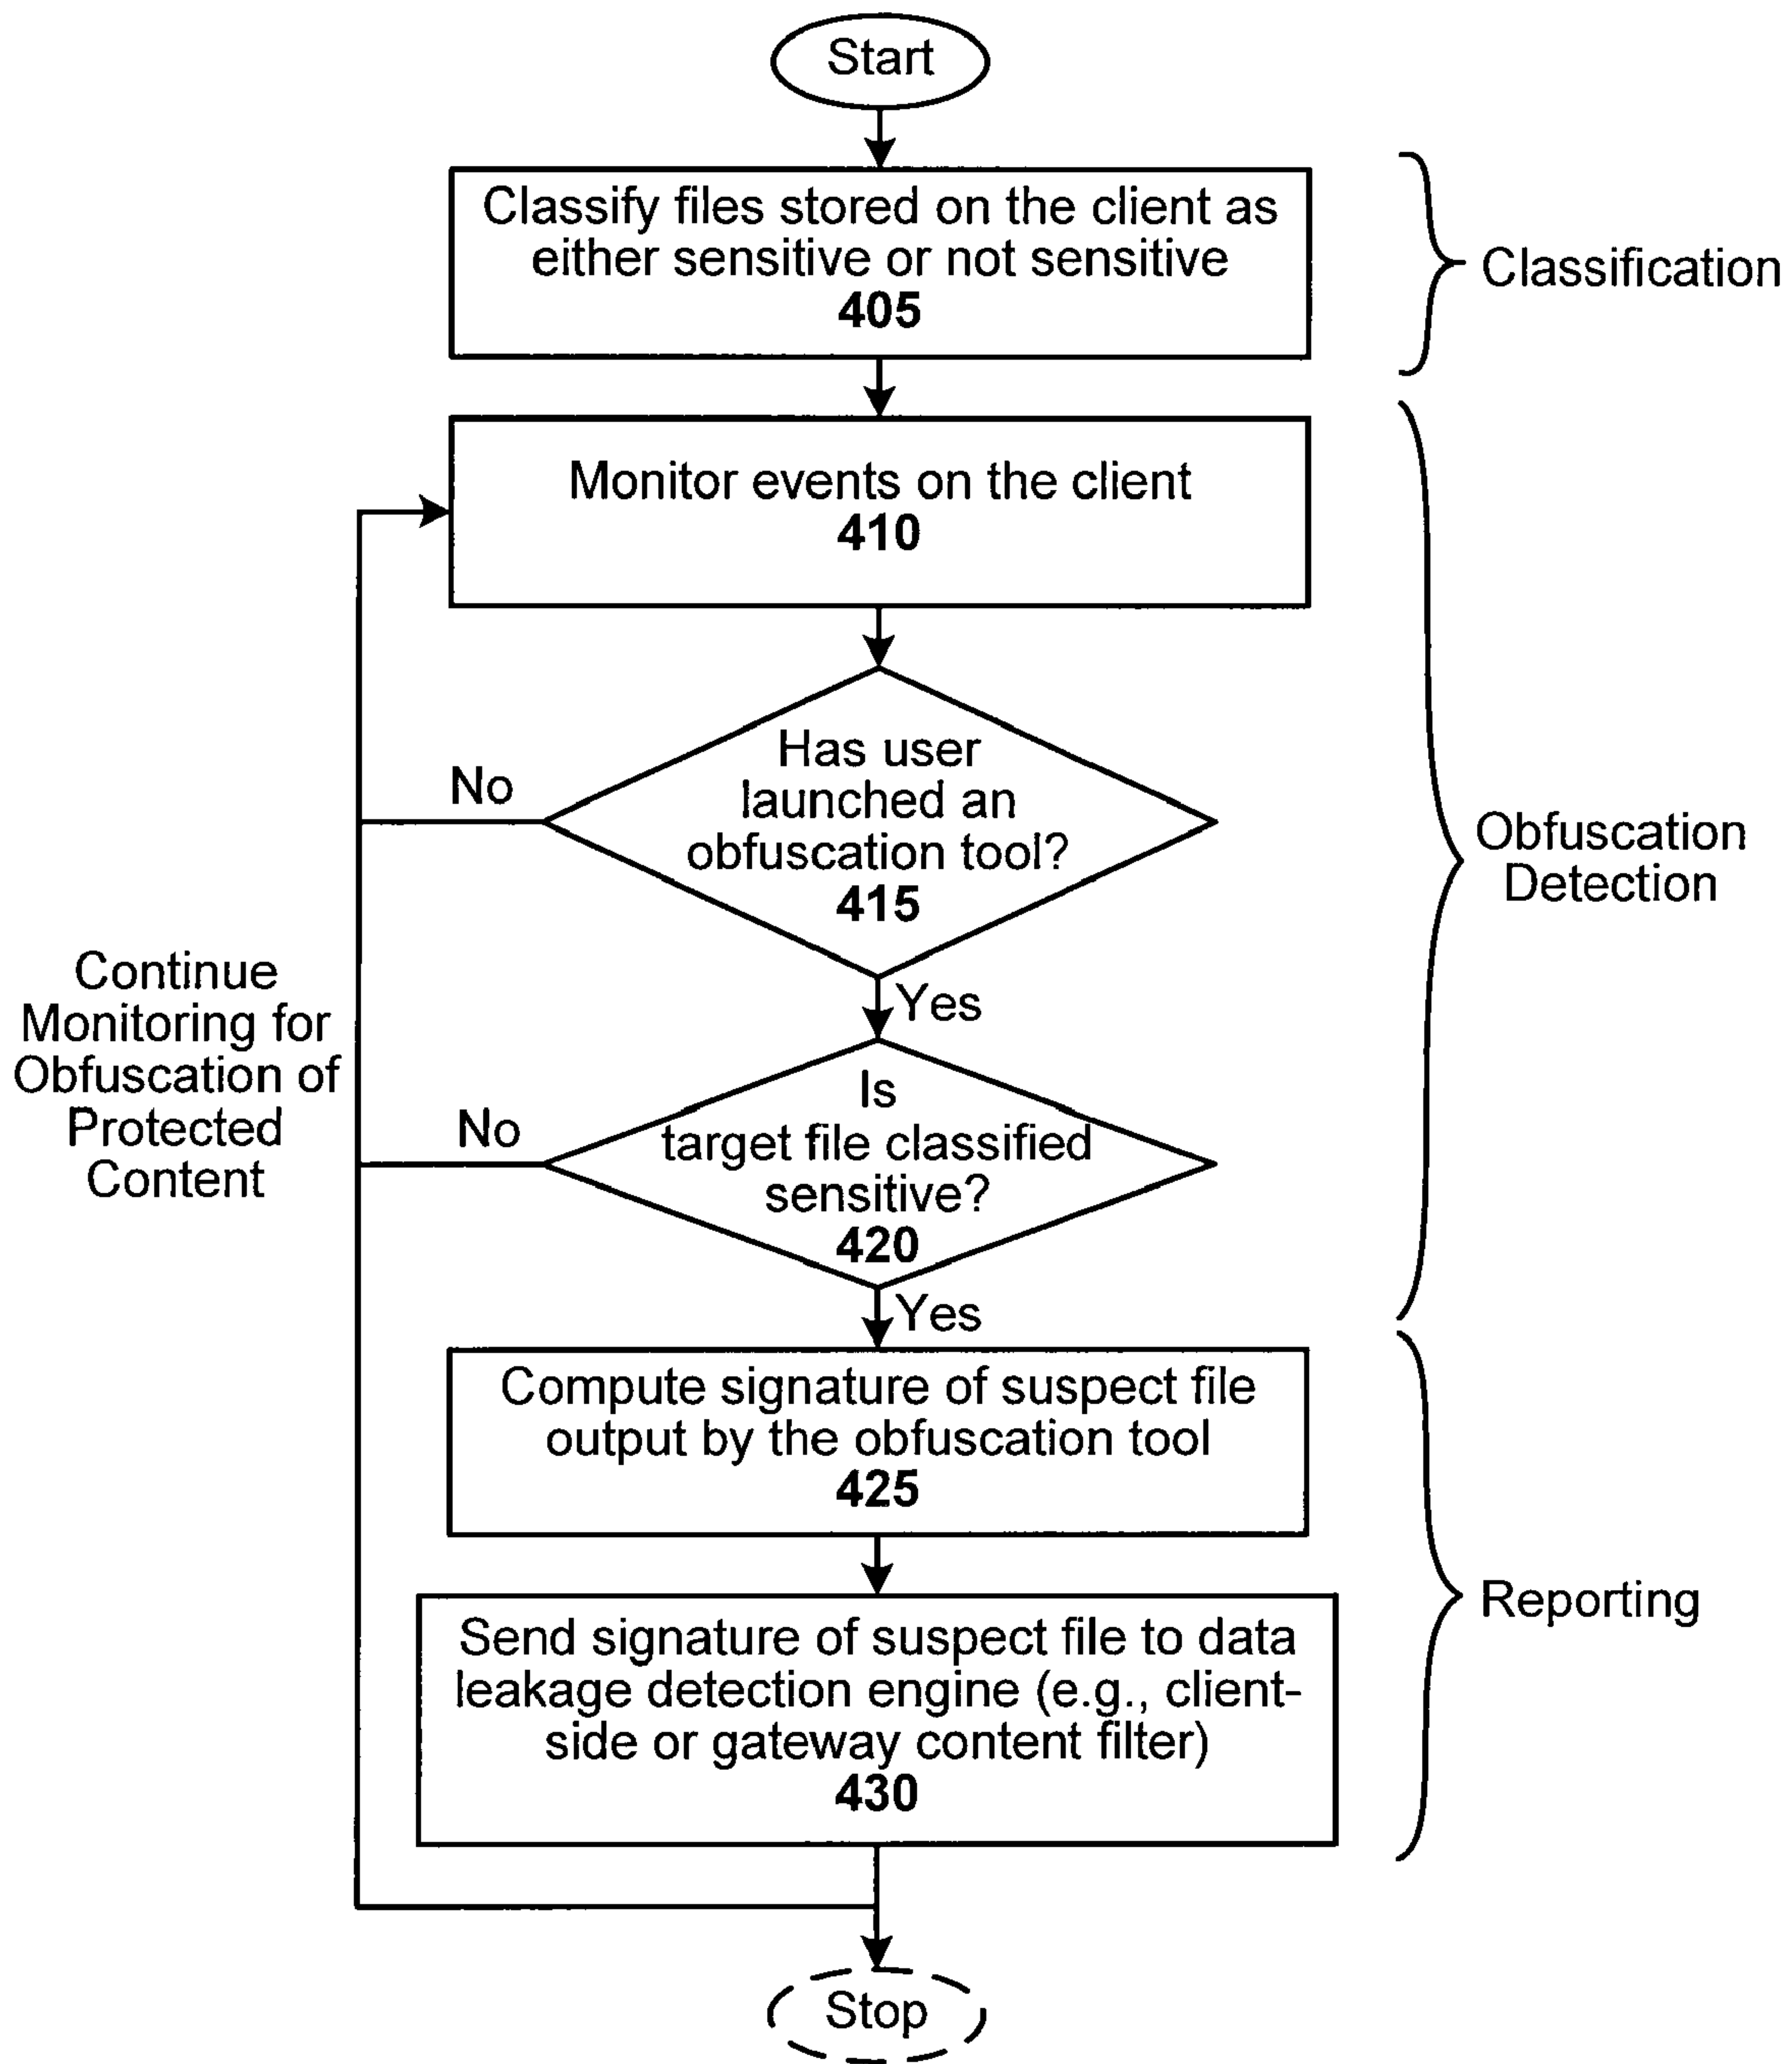 Start
Classify files stored on the client as
either sensitive or not sensitive
405
Classification
Monitor events on the client
410
Has user
launched an
obfuscation tool?
415
No
Yes
Obfuscation
Detection
Continue
Monitoring for
Obfuscation of
Protected
Content
Is
target file classified
sensitive?
420
No
Yes
Compute signature of suspect file
output by the obfuscation tool
425
Send signature of suspect file to data
leakage detection engine (e.g., client-
side or gateway content filter)
430
Reporting
Stop